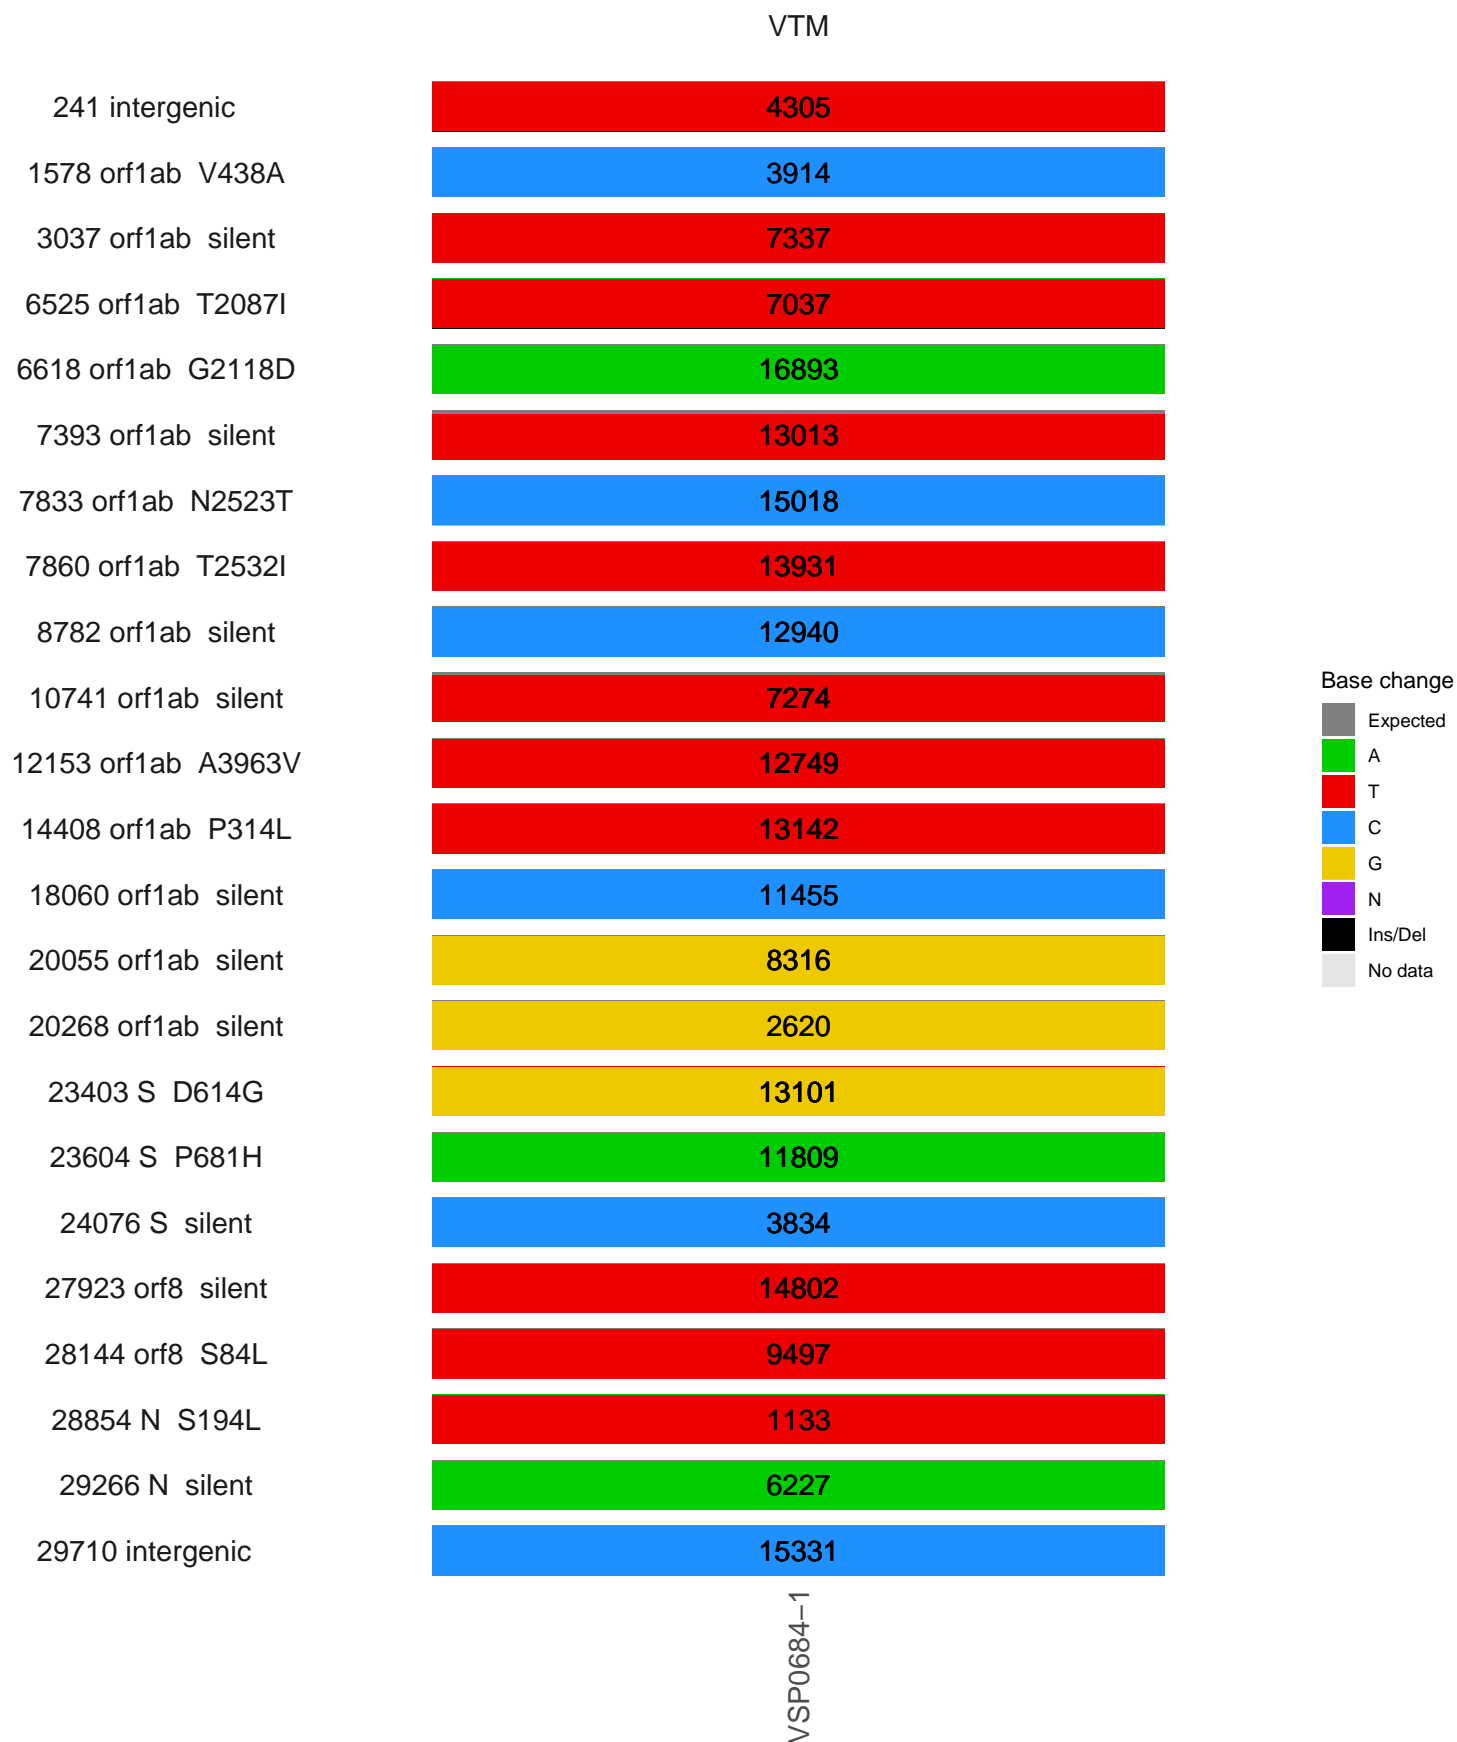 VTM
241 intergenic 4305
1578 orf1ab V438A 3914
3037 orf1ab silent 7337
6525 orf1ab T2087I 7037
6618 orf1ab G2118D 16893
7393 orf1ab silent 13013
7833 orf1ab N2523T 15018
7860 orf1ab T2532I 13931
8782 orf1ab silent 12940
10741 orf1ab silent 7274
12153 orf1ab A3963V 12749
14408 orf1ab P314L 13142
18060 orf1ab silent 11455
20055 orf1ab silent 8316
20268 orf1ab silent 2620
23403 S D614G 13101
23604 S P681H 11809
24076 S silent 3834
27923 orf8 silent 14802
28144 orf8 S84L 9497
28854 N S194L 1133
29266 N silent 6227
29710 intergenic 15331
VSP0684−1
Base change
Expected
A
T
C
G
N
Ins/Del
No data